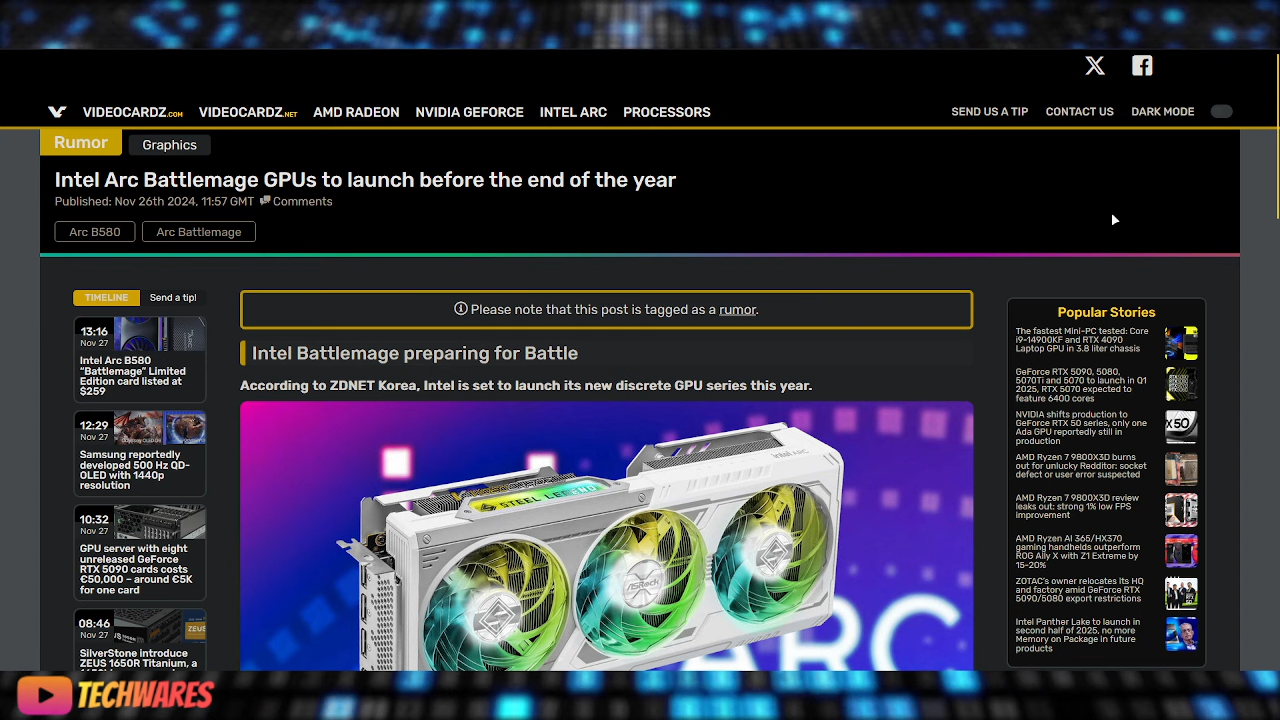 VIDEOCARDZ.COM VIDEOCARDZ.NET AMD RADEON NVIDIA GEFORCE INTEL ARC PROCESSORS SEND US A TIP CONTACT US DARK MODE
Rumor Graphics
Intel Arc Battlemage GPUs to launch before the end of the year
Published: Nov 26th 2024, 11:57 GMT Comments
Arc B580 Arc Battlemage
TIMELINE Send a tip!
13:16
Nov 27
Intel Arc B580
“Battlemage” Limited
Edition card listed at
$259
12:29
Nov 27
Samsung reportedly
developed 500 Hz QD-
OLED with 1440p
resolution
10:32
Nov 27
GPU server with eight
unreleased GeForce
RTX 5090 cards costs
€50,000 – around €5K
for one card
08:46
Nov 27
SilverStone introduce
ZEUS 1650R Titanium, a
Please note that this post is tagged as a rumor.
Intel Battlemage preparing for Battle
According to ZDNET Korea, Intel is set to launch its new discrete GPU series this year.
STEEL LEGEND
intel ARC
ASRock
ARC
Popular Stories
The fastest Mini-PC tested: Core
i9-14900KF and RTX 4090
Laptop GPU in 3.8 liter chassis
GeForce RTX 5090, 5080,
5070Ti and 5070 to launch in Q1
2025, RTX 5070 expected to
feature 6400 cores
NVIDIA shifts production to
GeForce RTX 50 series, only one
Ada GPU reportedly still in
production
X 50
AMD Ryzen 7 9800X3D burns
out for unlucky Redditor: socket
defect or user error suspected
AMD Ryzen 7 9800X3D review
leaks out: strong 1% low FPS
improvement
AMD Ryzen AI 365/HX370
gaming handhelds outperform
ROG Ally X with Z1 Extreme by
15-20%
ZOTAC’s owner relocates its HQ
and factory amid GeForce RTX
5090/5080 export restrictions
Intel Panther Lake to launch in
second half of 2025, no more
Memory on Package in future
products
TECHWARES